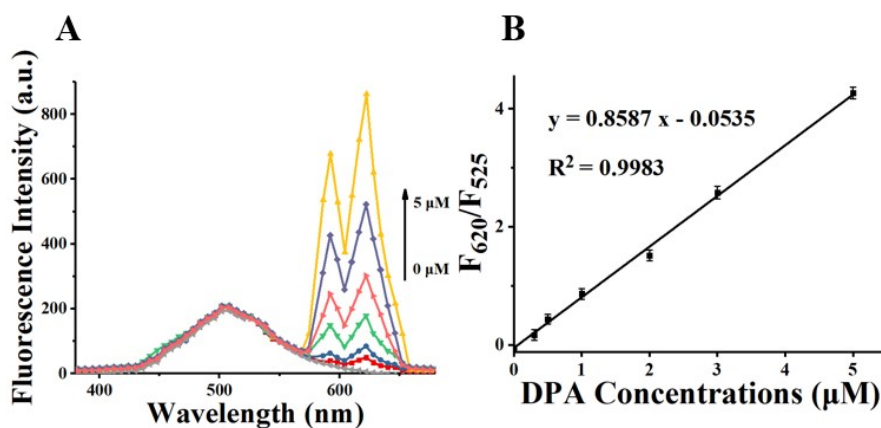 A
Fluorescence Intensity (a.u.)
800
600
400
200
0
400
500
600
Wavelength (nm)
5 μM
0 μM
B
F620/F525
4
2
0
y = 0.8587 x - 0.0535
R² = 0.9983
0
1
2
3
4
5
DPA Concentrations (μM)